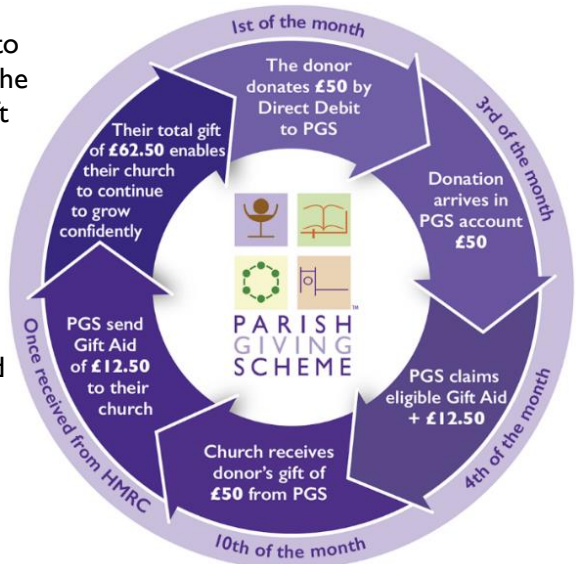 to
he
ft
d
1st of the month
The donor
donates £50 by
Direct Debit
to PGS
3rd of the month
Donation
arrives in
PGS account
£50
4th of the month
PGS claims
eligible Gift Aid
+ £12.50
10th of the month
Church receives
donor's gift of
£50 from PGS
Once received from HMRC
PGS send
Gift Aid
of £12.50
to their
church
Their total gift
of £62.50 enables
their church
to continue
to grow
confidently
PARISH
GIVING
SCHEME™